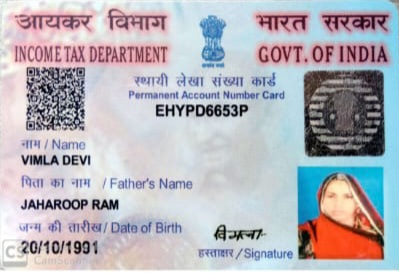 आयकर विभाग
भारत सरकार
INCOME TAX DEPARTMENT
GOVT. OF INDIA
स्थायी लेखा संख्या कार्ड
Permanent Account Number Card
EHYPD6653P
नाम / Name
VIMLA DEVI
पिता का नाम / Father's Name
JAHAROOP RAM
जन्म की तारीख / Date of Birth
20/10/1991
विमला
हस्ताक्षर / Signature
CS CamScanner